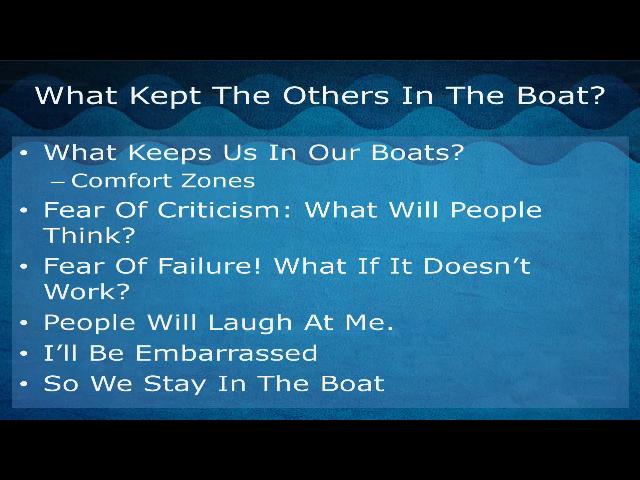 What Kept The Others In The Boat?
• What Keeps Us In Our Boats?
– Comfort Zones
• Fear Of Criticism: What Will People
Think?
• Fear Of Failure! What If It Doesn’t
Work?
• People Will Laugh At Me.
• I’ll Be Embarrassed
• So We Stay In The Boat